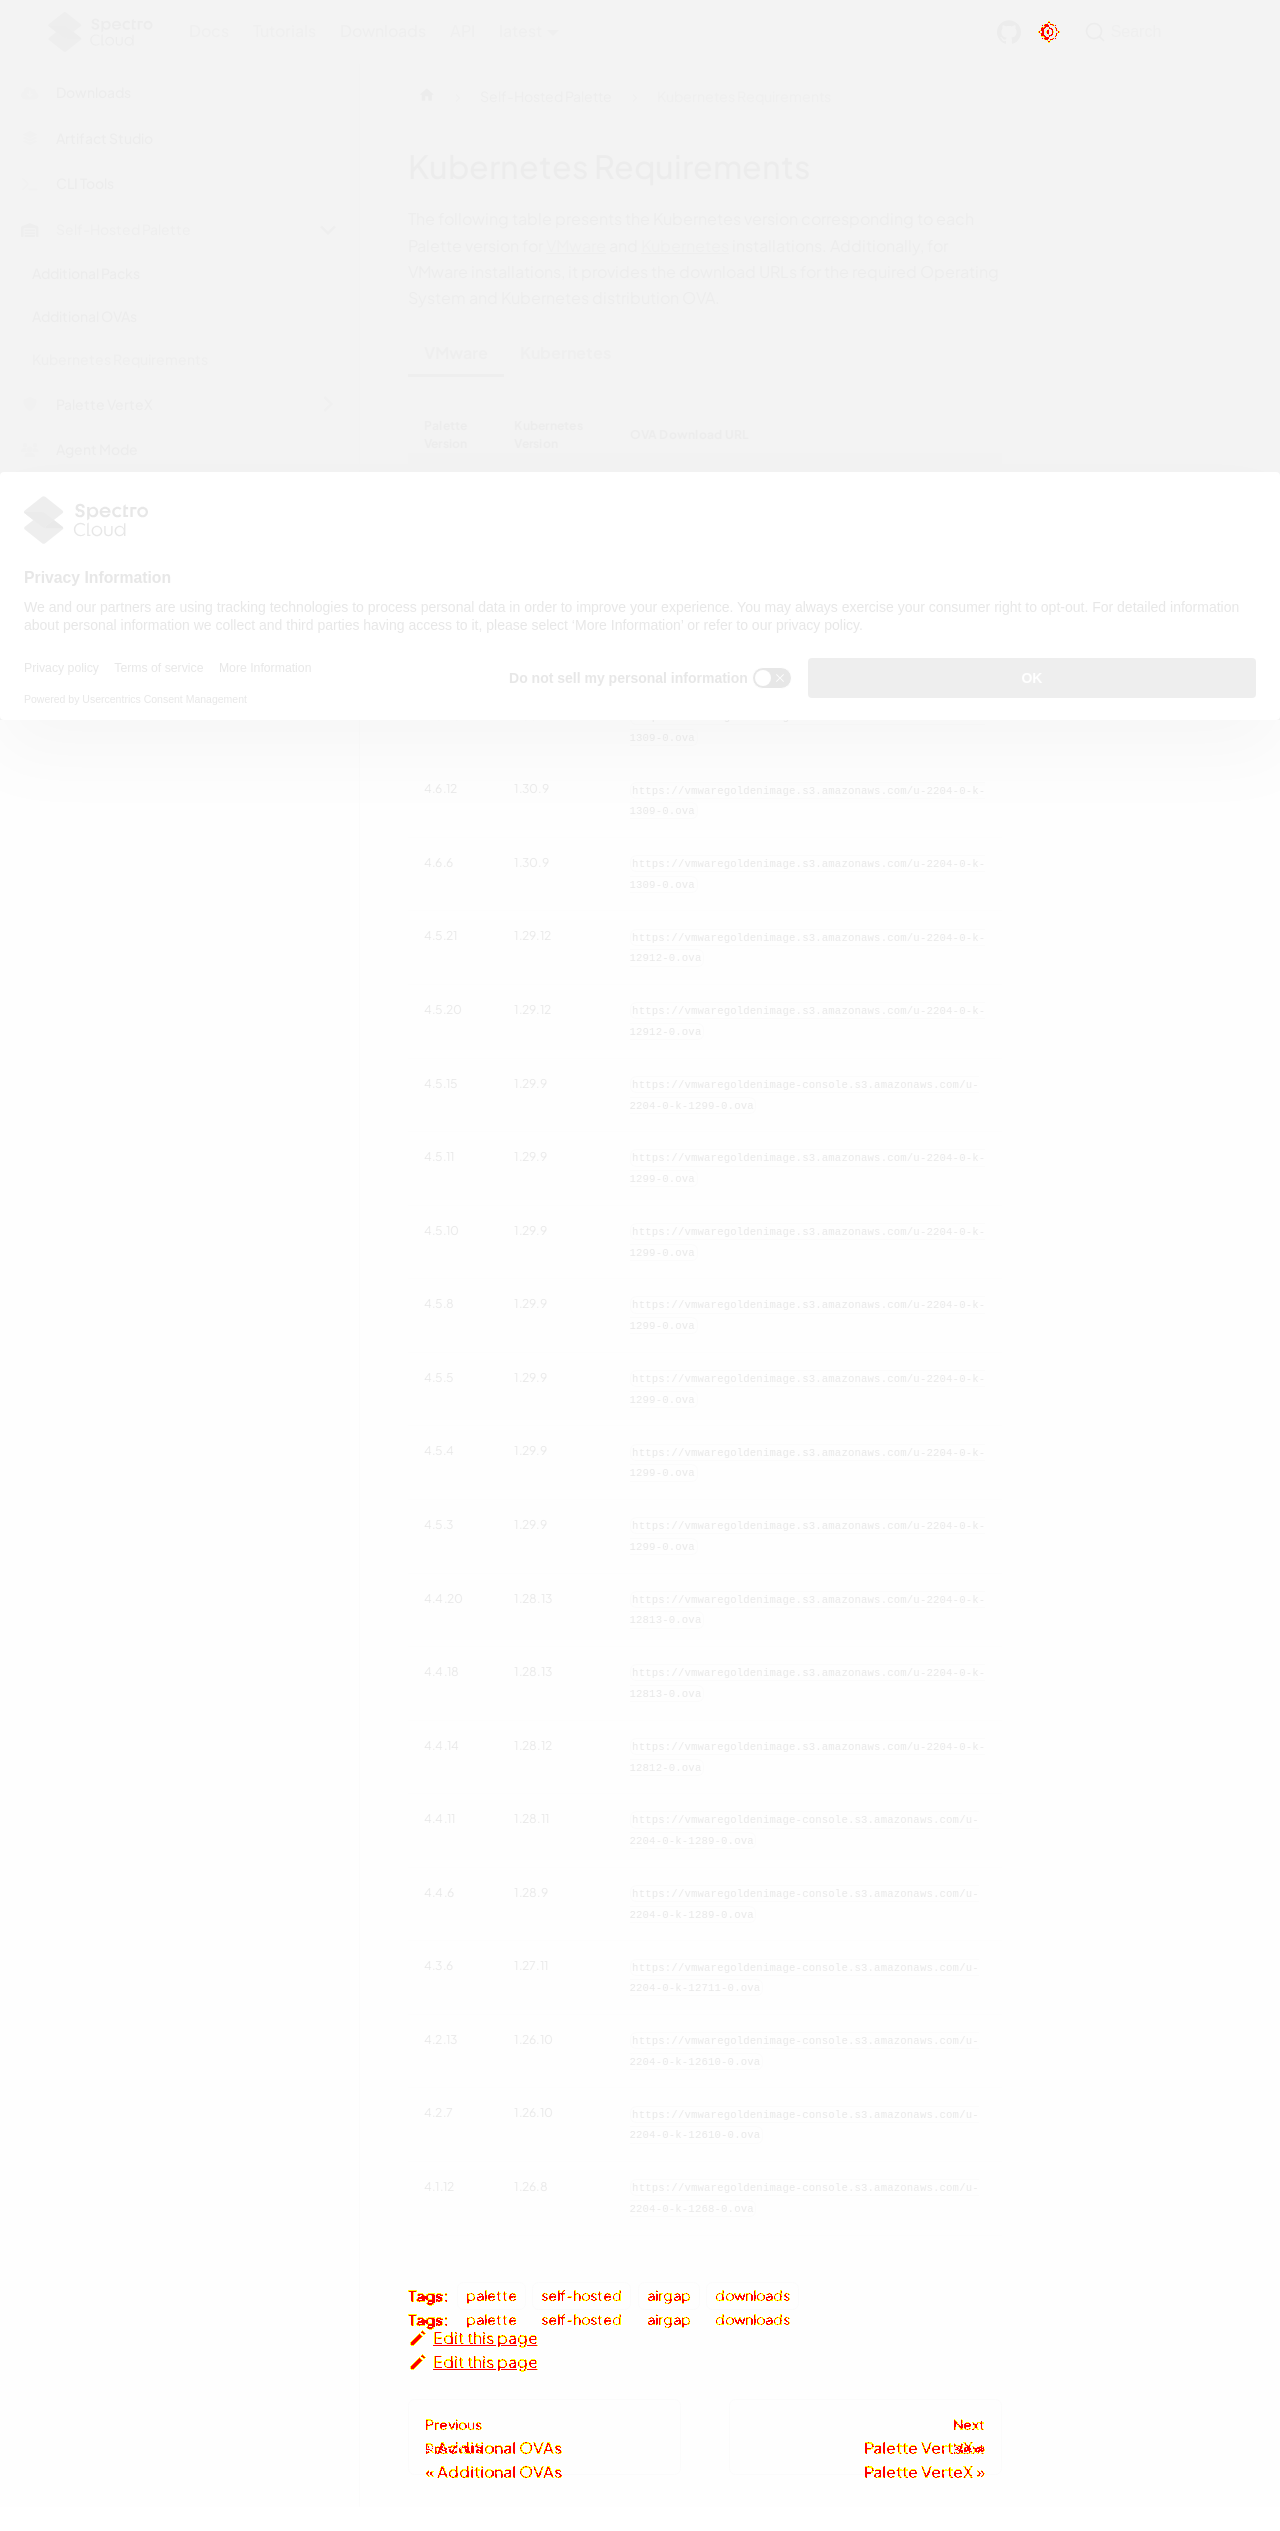 Spectro Cloud
Docs Tutorials Downloads API latest
Search
Downloads
Artifact Studio
CLI Tools
Self-Hosted Palette
Additional Packs
Additional OVAs
Kubernetes Requirements
Palette VerteX
Agent Mode
Self-Hosted Palette
Kubernetes Requirements
Kubernetes Requirements
The following table presents the Kubernetes version corresponding to each
Palette version for VMware and Kubernetes installations. Additionally, for
VMware installations, it provides the download URLs for the required Operating
System and Kubernetes distribution OVA.
VMware Kubernetes
Palette Version Kubernetes Version OVA Download URL
Spectro
Cloud
Privacy Information
We and our partners are using tracking technologies to process personal data in order to improve your experience. You may always exercise your consumer right to opt-out. For detailed information
about personal information we collect and third parties having access to it, please select 'More Information' or refer to our privacy policy.
Privacy policy Terms of service More Information
Do not sell my personal information
OK
Powered by Usercentrics Consent Management
1309-0.ova
4.6.12 1.30.9 https://vmwaregoldenimage.s3.amazonaws.com/u-2204-0-k-
1309-0.ova
4.6.6 1.30.9 https://vmwaregoldenimage.s3.amazonaws.com/u-2204-0-k-
1309-0.ova
4.5.21 1.29.12 https://vmwaregoldenimage.s3.amazonaws.com/u-2204-0-k-
12912-0.ova
4.5.20 1.29.12 https://vmwaregoldenimage.s3.amazonaws.com/u-2204-0-k-
12912-0.ova
4.5.15 1.29.9 https://vmwaregoldenimage-console.s3.amazonaws.com/u-
2204-0-k-1299-0.ova
4.5.11 1.29.9 https://vmwaregoldenimage.s3.amazonaws.com/u-2204-0-k-
1299-0.ova
4.5.10 1.29.9 https://vmwaregoldenimage.s3.amazonaws.com/u-2204-0-k-
1299-0.ova
4.5.8 1.29.9 https://vmwaregoldenimage.s3.amazonaws.com/u-2204-0-k-
1299-0.ova
4.5.5 1.29.9 https://vmwaregoldenimage.s3.amazonaws.com/u-2204-0-k-
1299-0.ova
4.5.4 1.29.9 https://vmwaregoldenimage.s3.amazonaws.com/u-2204-0-k-
1299-0.ova
4.5.3 1.29.9 https://vmwaregoldenimage.s3.amazonaws.com/u-2204-0-k-
1299-0.ova
4.4.20 1.28.13 https://vmwaregoldenimage.s3.amazonaws.com/u-2204-0-k-
12813-0.ova
4.4.18 1.28.13 https://vmwaregoldenimage.s3.amazonaws.com/u-2204-0-k-
12813-0.ova
4.4.14 1.28.12 https://vmwaregoldenimage.s3.amazonaws.com/u-2204-0-k-
12812-0.ova
4.4.11 1.28.11 https://vmwaregoldenimage-console.s3.amazonaws.com/u-
2204-0-k-1289-0.ova
4.4.6 1.28.9 https://vmwaregoldenimage-console.s3.amazonaws.com/u-
2204-0-k-1289-0.ova
4.3.6 1.27.11 https://vmwaregoldenimage-console.s3.amazonaws.com/u-
2204-0-k-12711-0.ova
4.2.13 1.26.10 https://vmwaregoldenimage-console.s3.amazonaws.com/u-
2204-0-k-12610-0.ova
4.2.7 1.26.10 https://vmwaregoldenimage-console.s3.amazonaws.com/u-
2204-0-k-12610-0.ova
4.1.12 1.26.8 https://vmwaregoldenimage-console.s3.amazonaws.com/u-
2204-0-k-1268-0.ova
Tags: palette self-hosted airgap downloads
Tags: palette self-hosted airgap downloads
Edit this page
Edit this page
Previous Next
« Additional OVAs Palette VerteX »
« Additional OVAs Palette VerteX »